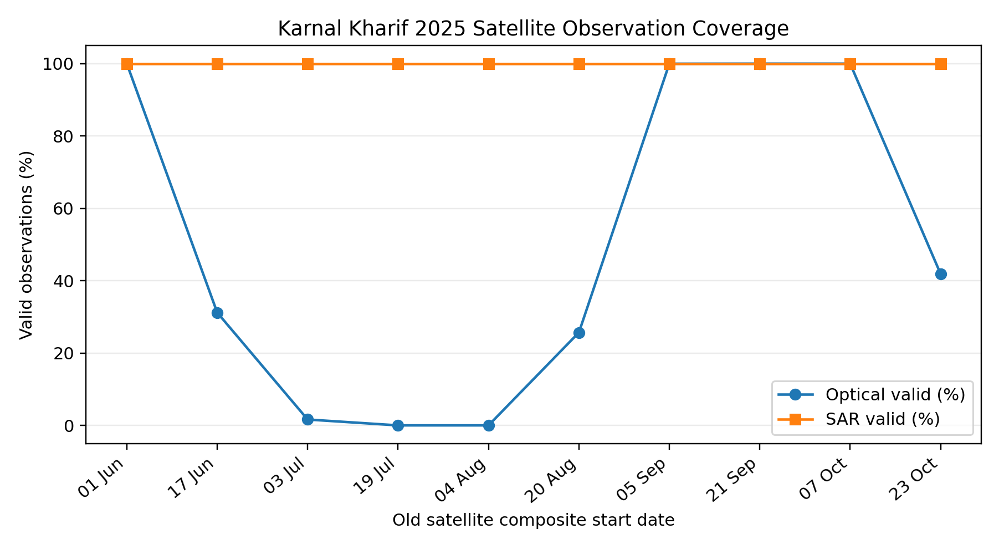 Karnal Kharif 2025 Satellite Observation Coverage
Valid observations (%)
100
80
60
40
20
0
Optical valid (%)
SAR valid (%)
01 Jun
17 Jun
03 Jul
19 Jul
04 Aug
20 Aug
05 Sep
21 Sep
07 Oct
23 Oct
Old satellite composite start date